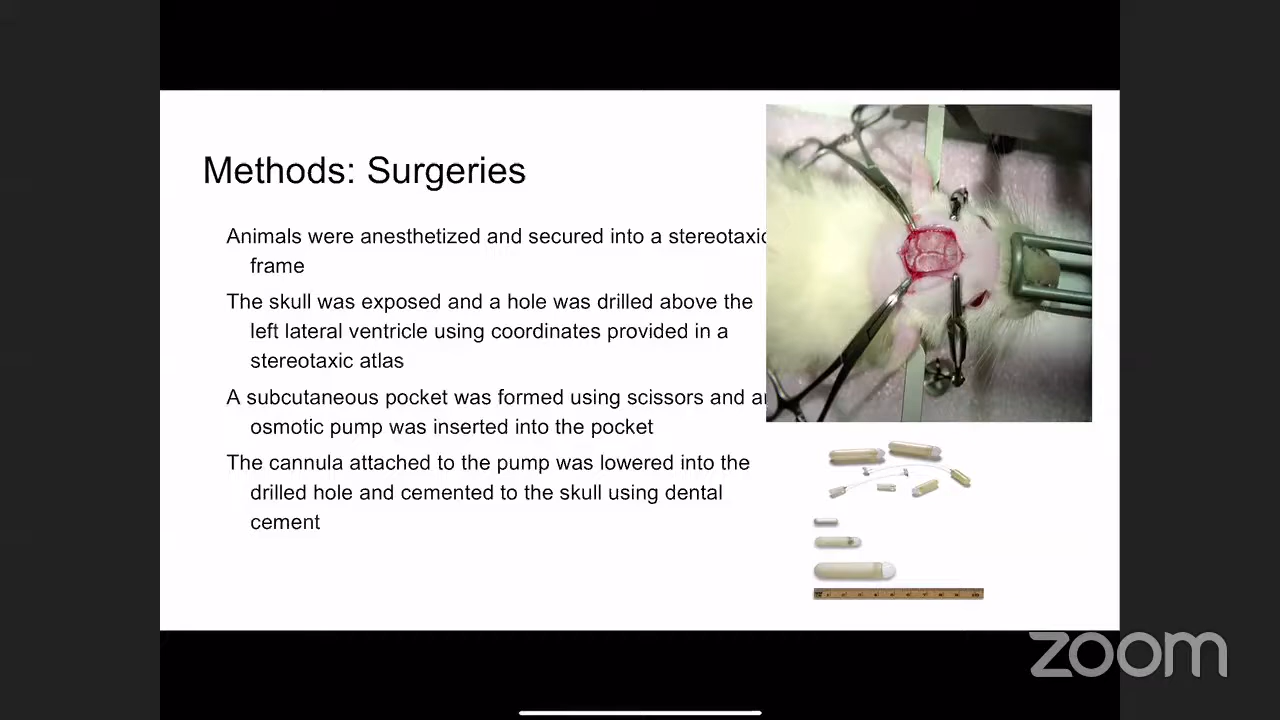 Methods: Surgeries
Animals were anesthetized and secured into a stereotaxic
frame
The skull was exposed and a hole was drilled above the
left lateral ventricle using coordinates provided in a
stereotaxic atlas
A subcutaneous pocket was formed using scissors and a
osmotic pump was inserted into the pocket
The cannula attached to the pump was lowered into the
drilled hole and cemented to the skull using dental
cement
zoom